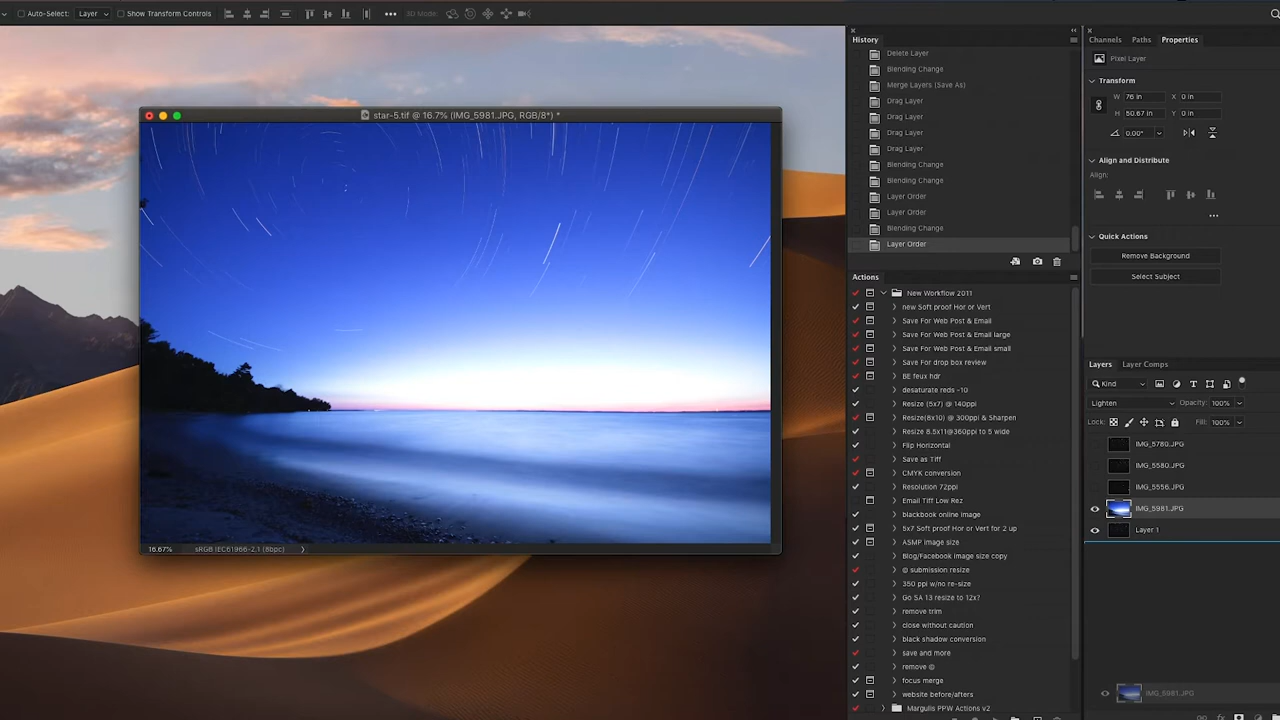 Auto-Select: Layer Show Transform Controls ••• 3D Mode:
star-5.tif @ 16.7% (IMG_5981.JPG, RGB/8*) *
16.67% sRGB IEC61966-2.1 (8bpc)
History
Delete Layer
Blending Change
Merge Layers (Save As)
Drag Layer
Drag Layer
Drag Layer
Drag Layer
Blending Change
Blending Change
Layer Order
Layer Order
Blending Change
Layer Order
Actions
New Workflow 2011
new Soft proof Hor or Vert
Save For Web Post & Email
Save For Web Post & Email large
Save For Web Post & Email small
Save For drop box review
BE feux hdr
desaturate reds -10
Resize (5x7) @ 140ppi
Resize(8x10) @ 300ppi & Sharpen
Resize 8.5x11@360ppi to 5 wide
Flip Horizontal
Save as Tiff
CMYK conversion
Resolution 72ppi
Email Tiff Low Rez
blackbook online image
5x7 Soft proof Hor or Vert for 2 up
ASMP image size
Blog/Facebook image size copy
@ submission resize
350 ppi w/no re-size
Go SA 13 resize to 12x?
remove trim
close without caution
black shadow conversion
save and more
remove @
focus merge
website before/afters
Margulis PPW Actions v2
Channels Paths Properties
Pixel Layer
Transform
W 76 in X 0 in
H 50.67 in Y 0 in
0.00°
Align and Distribute
Align:
•••
Quick Actions
Remove Background
Select Subject
Layers Layer Comps
Kind
Lighten Opacity: 100%
Lock: Fill: 100%
IMG_5780.JPG
IMG_5580.JPG
IMG_5556.JPG
IMG_5981.JPG
Layer 1
IMG_5981.JPG